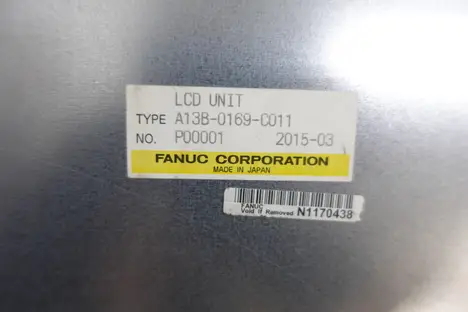 LCD UNIT
TYPE A13B-0169-C011
NO. P00001 2015-03
FANUC CORPORATION
MADE IN JAPAN
FANUC
Void if Removed N1170438